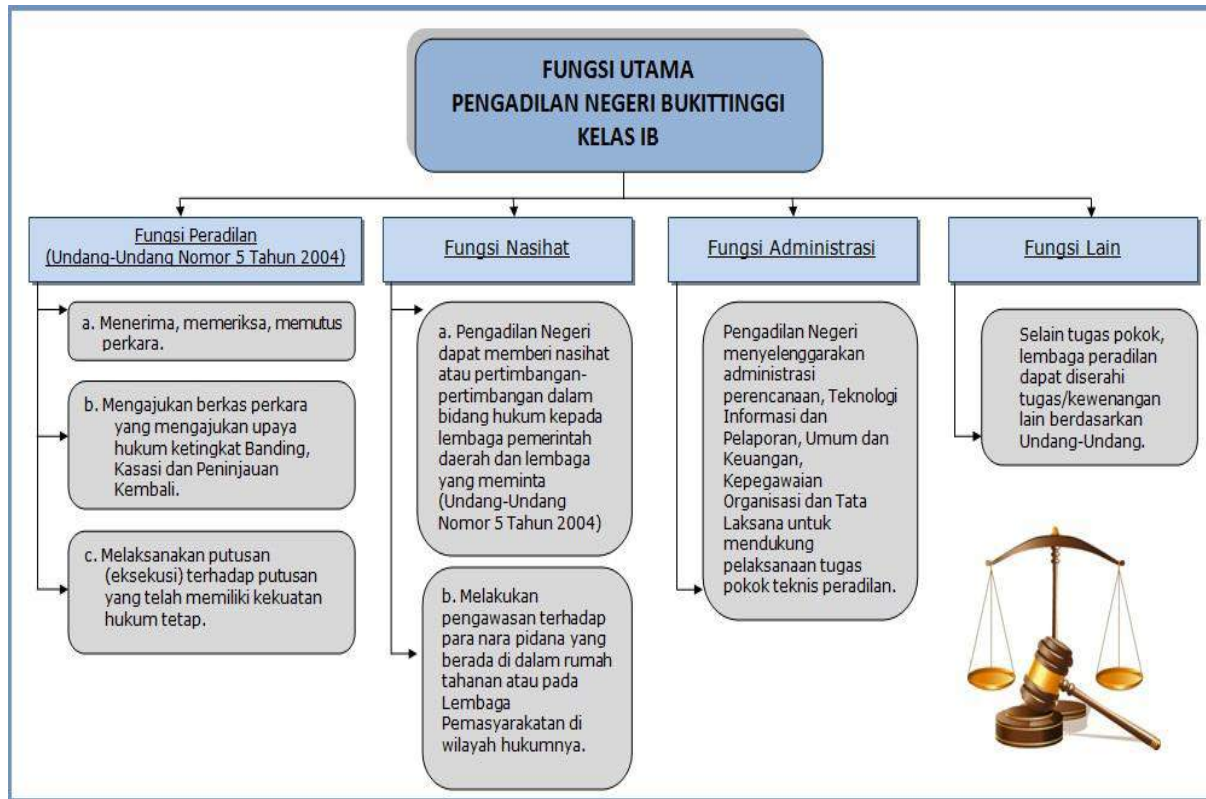 FUNGSI UTAMA
PENGADILAN NEGERI BUKITTINGGI
KELAS IB
Fungsi Peradilan
(Undang-Undang Nomor 5 Tahun 2004)
a. Menerima, memeriksa, memutus
perkara.
b. Mengajukan berkas perkara
yang mengajukan upaya
hukum ketingkat Banding,
Kasasi dan Peninjauan
Kembali.
c. Melaksanakan putusan
(eksekusi) terhadap putusan
yang telah memiliki kekuatan
hukum tetap.
Fungsi Nasihat
a. Pengadilan Negeri
dapat memberi nasihat
atau pertimbangan-
pertimbangan dalam
bidang hukum kepada
lembaga pemerintah
daerah dan lembaga
yang meminta
(Undang-Undang
Nomor 5 Tahun 2004)
b. Melakukan
pengawasan terhadap
para nara pidana yang
berada di dalam rumah
tahanan atau pada
Lembaga
Pemasyarakatan di
wilayah hukumnya.
Fungsi Administrasi
Pengadilan Negeri
menyelenggarakan
administrasi
perencanaan, Teknologi
Informasi dan
Pelaporan, Umum dan
Keuangan,
Kepegawaian
Organisasi dan Tata
Laksana untuk
mendukung
pelaksanaan tugas
pokok teknis peradilan.
Fungsi Lain
Selain tugas pokok,
lembaga peradilan
dapat diserahi
tugas/kewenangan
lain berdasarkan
Undang-Undang.